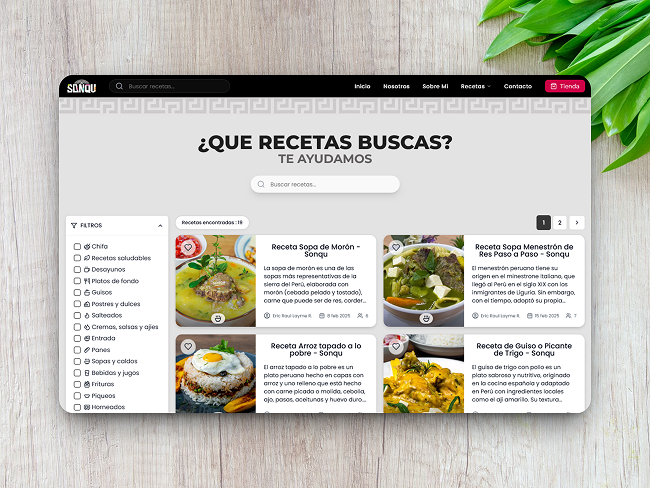 SONQU
Buscar recetas...
Inicio
Nosotros
Sobre Mi
Recetas
Contacto
Tienda
¿QUE RECETAS BUSCAS?
TE AYUDAMOS
Buscar recetas...
FILTROS
Chifa
Recetas saludables
Desayunos
Platos de fondo
Guisos
Postres y dulces
Salteados
Cremas, salsas y ajies
Entrada
Panes
Sopas y caldos
Bebidas y jugos
Frituras
Piqueos
Horneados
Recetas encontradas : 19
1
2
Receta Sopa de Morón -
Sonqu
La sopa de morón es una de las
sopas más representativas de la
sierra del Perú, elaborada con
morón (cebada pelada y tostado),
carne que puede ser de res, corder...
Eric Raul Layme R.
8 feb 2025
6
Receta Sopa Menestrón de
Res Paso a Paso - Sonqu
El menestrón peruana tiene su
origen en el minestrone italiana, que
llegó al Perú en el siglo XIX con los
inmigrantes de Liguria. Sin embargo,
con el tiempo, adoptó su propia...
Eric Raul Layme R.
15 feb 2025
7
Receta Arroz tapado a lo
pobre - Sonqu
El arroz tapado a lo pobre es un
plato peruano hecho en capas con
arroz y una relleno que está hecho
con carne picada o molida, cebolla,
ajo, pasas, aceitunas y huevo duro....
Receta de Guiso o Picante
de Trigo - Sonqu
El guiso de trigo con pollo es un
plato sabroso y nutritivo, originado
en la cocina española y adaptado
en Perú con ingredientes locales
como el ají amarillo. Su textura...